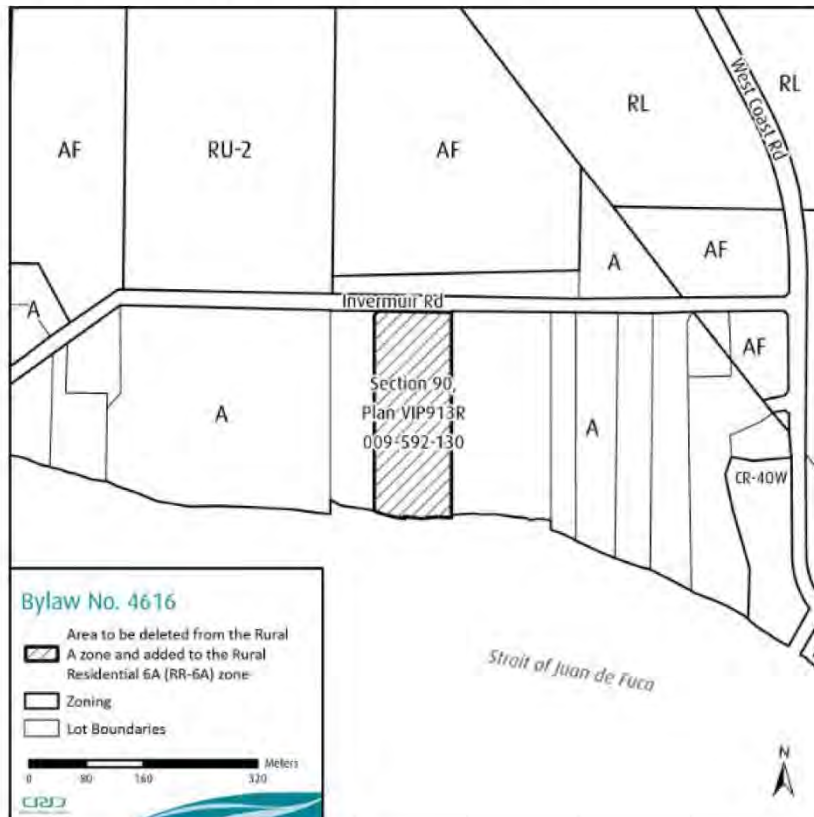 West Coast Rd
RL
RL
AF
RU-2
AF
A
AF
A
Invermuir Rd
AF
Section 90,
Plan VIP913R
009-592-130
A
A
CR-40W
Bylaw No. 4616
Area to be deleted from the Rural
A zone and added to the Rural
Residential 6A (RR-6A) zone
Zoning
Lot Boundaries
Meters
0 80 160 320
CRD
Strait of Juan de Fuca
N